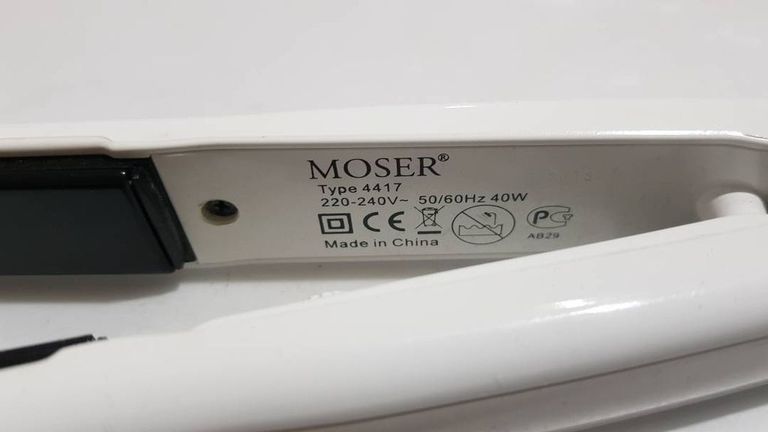 MOSER®
Type 4417
220-240V~ 50/60Hz 40W
CE
PC
AB29
Made in China